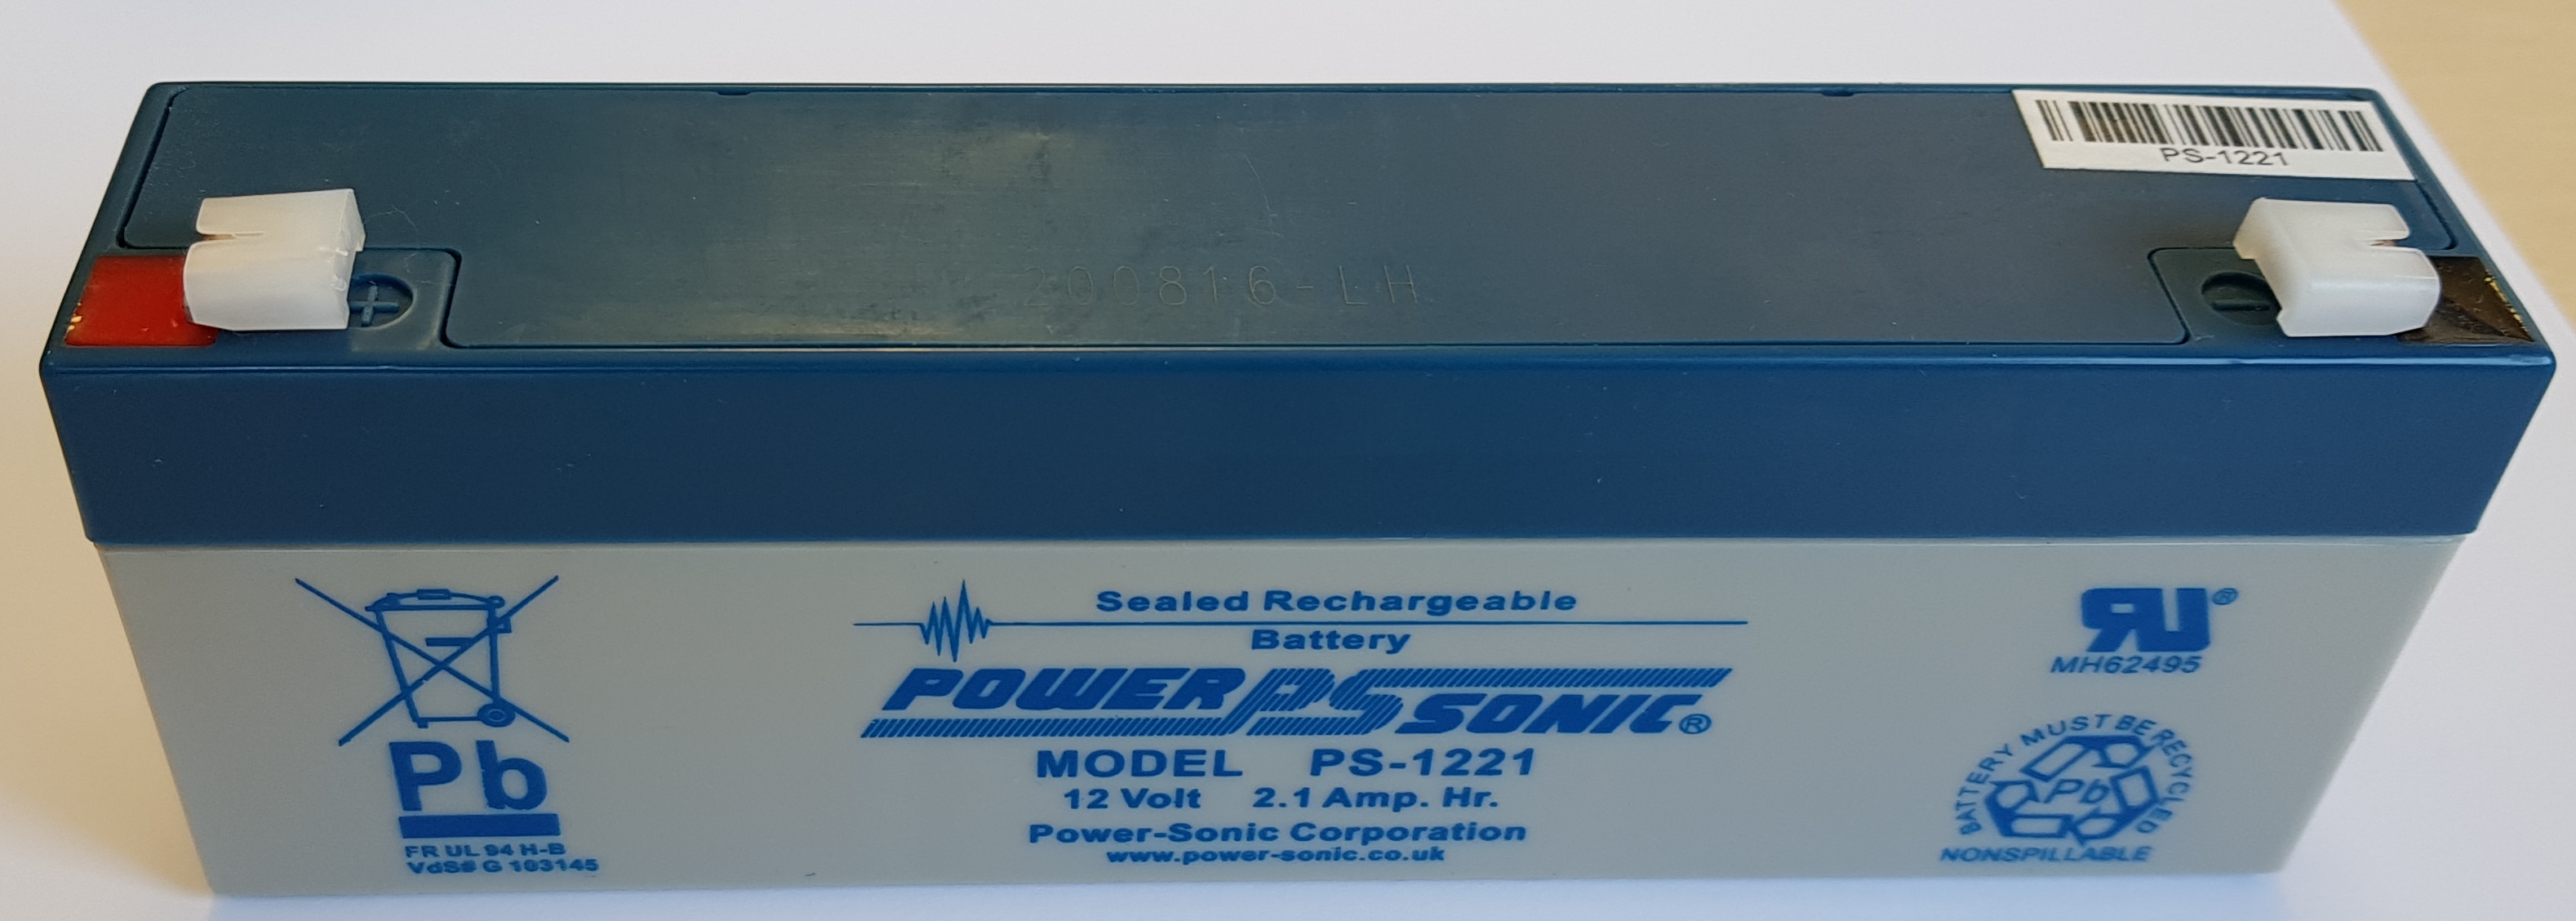 PS-1221
200816-LH
Sealed Rechargeable
Battery
POWER PS SONIC®
MODEL PS-1221
12 Volt 2.1 Amp. Hr.
Power-Sonic Corporation
www.power-sonic.co.uk
Pb
FR UL 94 H-B
VdS# G 103145
RU®
MH62495
BATTERY MUST BE RECYCLED
Pb
NONSPILLABLE